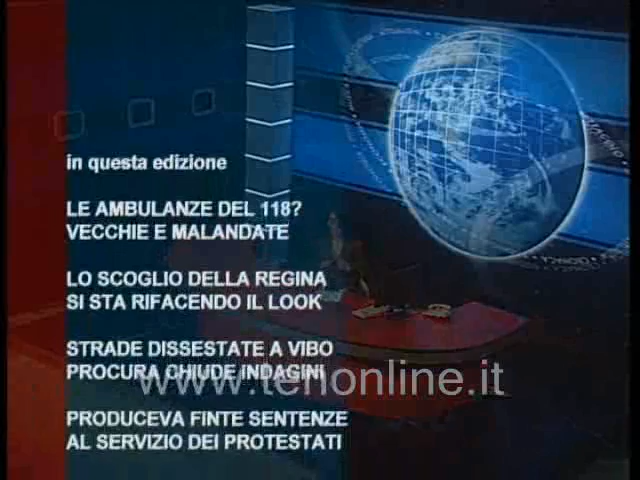 in questa edizione
LE AMBULANZE DEL 118?
VECCHIE E MALANDATE
LO SCOGLIO DELLA REGINA
SI STA RIFACENDO IL LOOK
STRADE DISSESTATE A VIBO
PROCURA CHIUDE INDAGINI
www.tenonline.it
PRODUCEVA FINTE SENTENZE
AL SERVIZIO DEI PROTESTATI